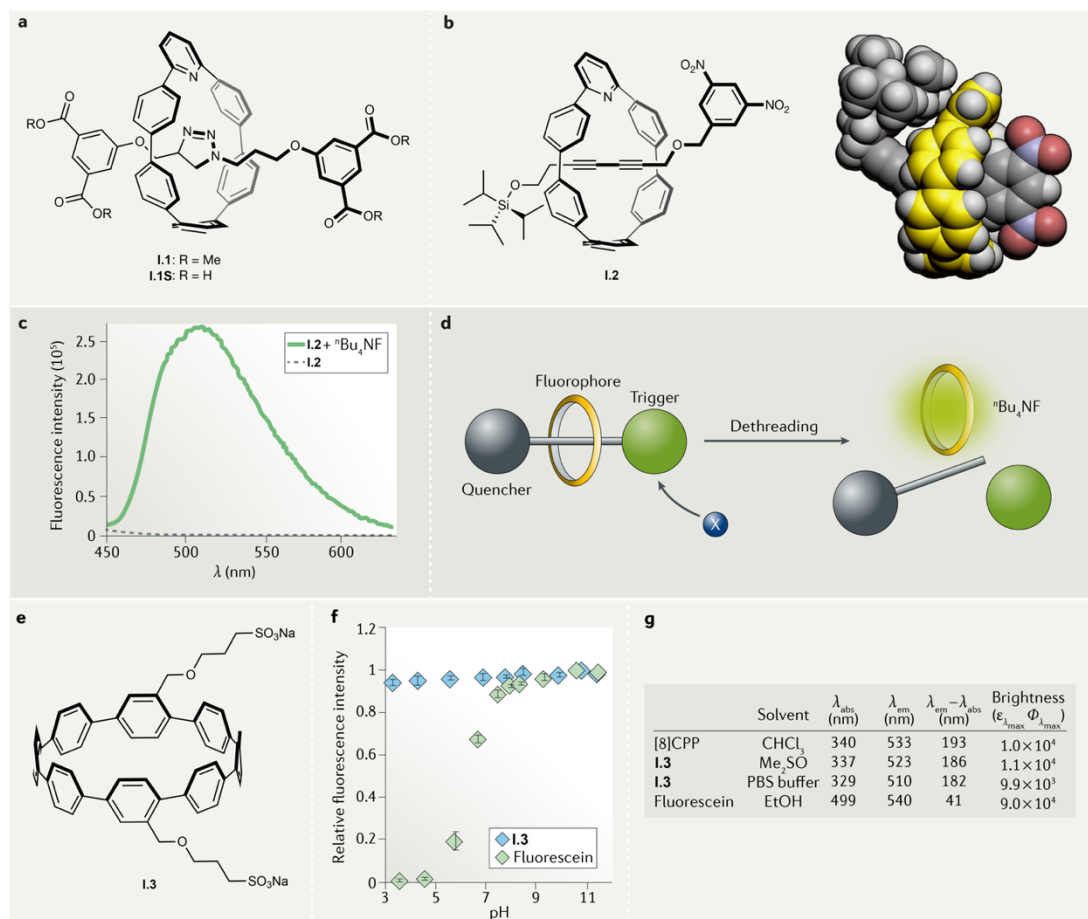 a
N
O
RO
O
N
N
N
O
O
OR
O
OR
O
OR
I.1: R = Me
I.1S: R = H
b
N
O₂N
NO₂
O
O
Si
I.2
c
Fluorescence intensity (10⁵)
2.5
2.0
1.5
1.0
0.5
0
450 500 550 600
λ (nm)
I.2 + ⁿBu₄NF
I.2
d
Fluorophore
Trigger
Quencher
X
Dethreading
ⁿBu₄NF
e
SO₃Na
O
O
SO₃Na
I.3
f
Relative fluorescence intensity
1.2
1
0.8
0.6
0.4
0.2
0
3 5 7 9 11
pH
I.3
Fluorescein
g
Solvent λabs (nm) λem (nm) λem−λabs (nm) Brightness (ελmax Φλmax)
[8]CPP CHCl₃ 340 533 193 1.0×10⁴
I.3 Me₂SO 337 523 186 1.1×10⁴
I.3 PBS buffer 329 510 182 9.9×10³
Fluorescein EtOH 499 540 41 9.0×10⁴